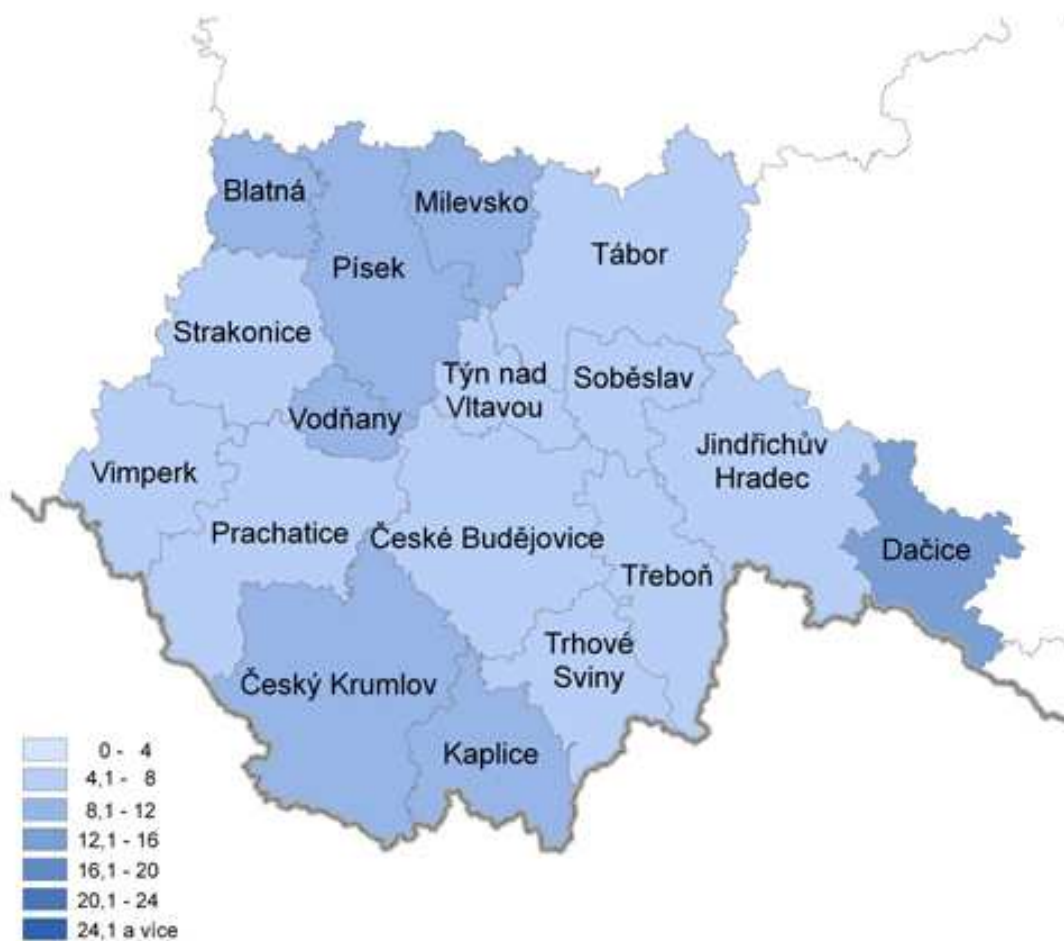 Blatná
Milevsko
Písek
Tábor
Strakonice
Týn nad
Vltavou
Soběslav
Vodňany
Jindřichův
Hradec
Vimperk
Prachatice
České Budějovice
Dačice
Třeboň
Trhové
Sviny
Český Krumlov
Kaplice
0 - 4
4,1 - 8
8,1 - 12
12,1 - 16
16,1 - 20
20,1 - 24
24,1 a více